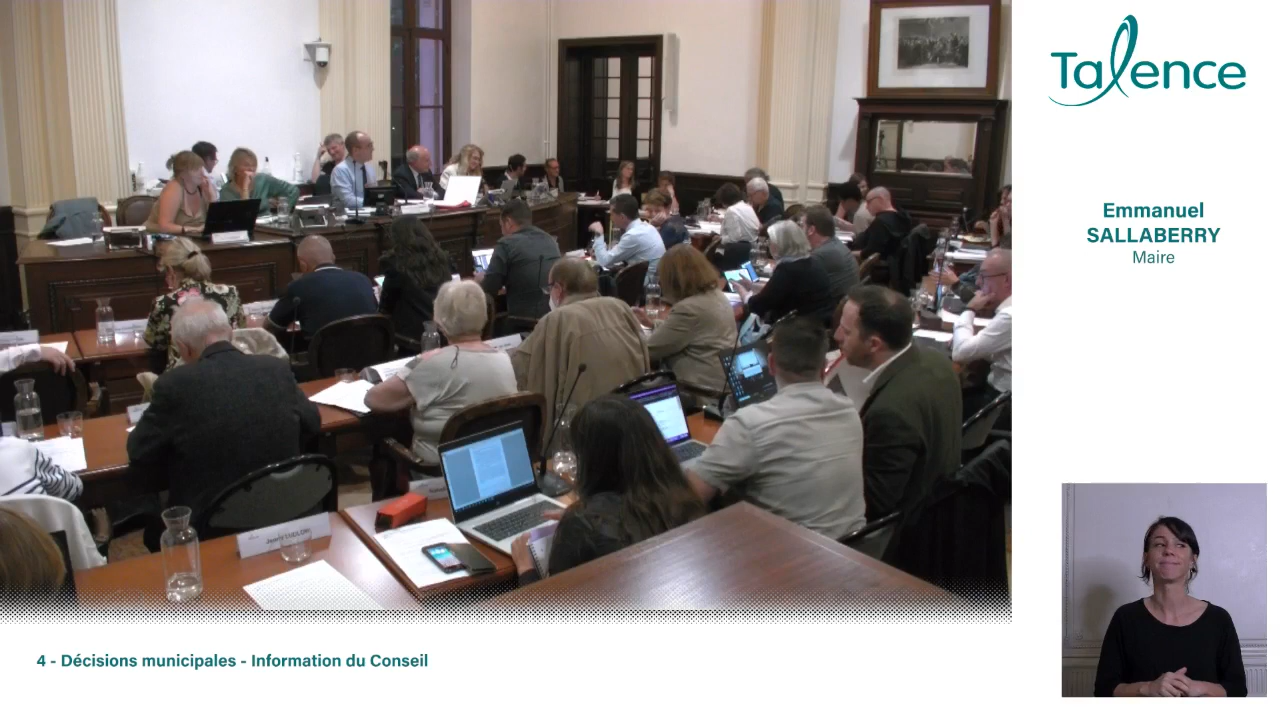 Talence
Emmanuel
SALLABERRY
Maire
4 - Décisions municipales - Information du Conseil